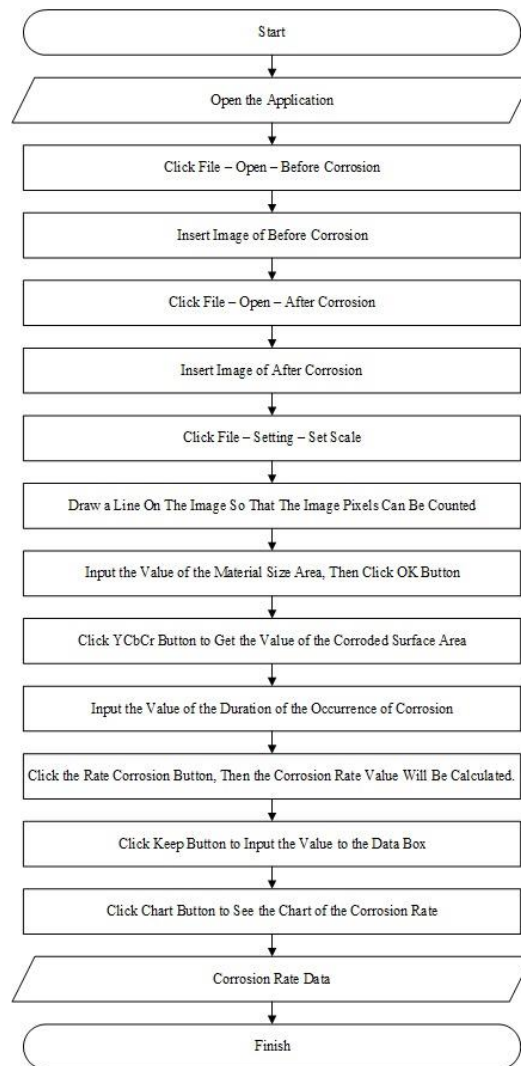 Start
Open the Application
Click File – Open – Before Corrosion
Insert Image of Before Corrosion
Click File – Open – After Corrosion
Insert Image of After Corrosion
Click File – Setting – Set Scale
Draw a Line On The Image So That The Image Pixels Can Be Counted
Input the Value of the Material Size Area, Then Click OK Button
Click YCbCr Button to Get the Value of the Corroded Surface Area
Input the Value of the Duration of the Occurrence of Corrosion
Click the Rate Corrosion Button, Then the Corrosion Rate Value Will Be Calculated.
Click Keep Button to Input the Value to the Data Box
Click Chart Button to See the Chart of the Corrosion Rate
Corrosion Rate Data
Finish